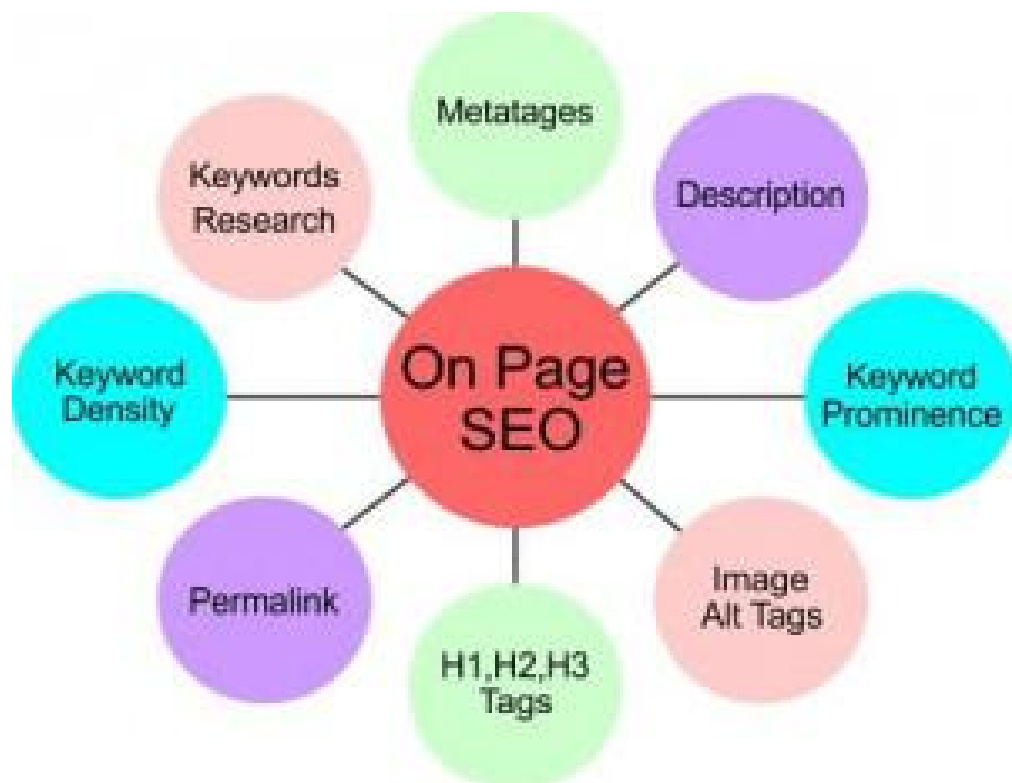 Metatages
Keywords
Research
Description
Keyword
Density
On Page
SEO
Keyword
Prominence
Permalink
Image
Alt Tags
H1,H2,H3
Tags